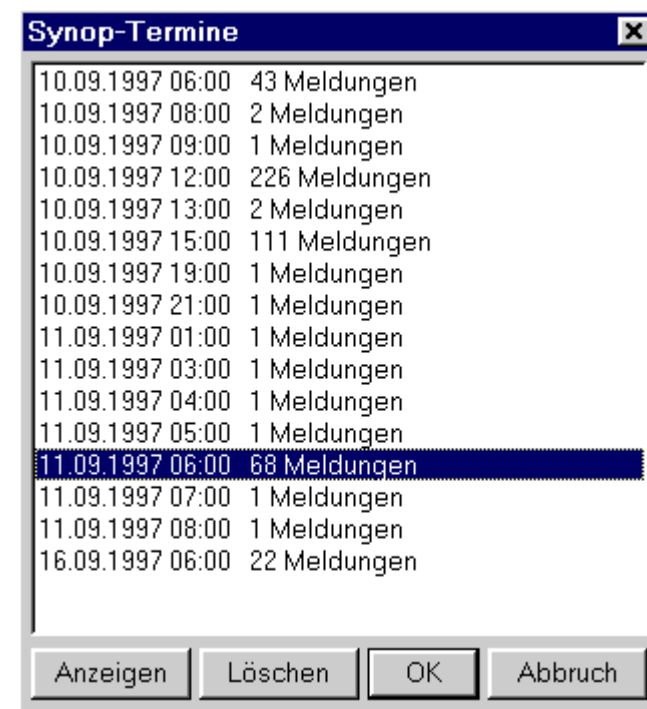 Synop-Termine
10.09.1997 06:00 43 Meldungen
10.09.1997 08:00 2 Meldungen
10.09.1997 09:00 1 Meldungen
10.09.1997 12:00 226 Meldungen
10.09.1997 13:00 2 Meldungen
10.09.1997 15:00 111 Meldungen
10.09.1997 19:00 1 Meldungen
10.09.1997 21:00 1 Meldungen
11.09.1997 01:00 1 Meldungen
11.09.1997 03:00 1 Meldungen
11.09.1997 04:00 1 Meldungen
11.09.1997 05:00 1 Meldungen
11.09.1997 06:00 68 Meldungen
11.09.1997 07:00 1 Meldungen
11.09.1997 08:00 1 Meldungen
16.09.1997 06:00 22 Meldungen
Anzeigen Löschen OK Abbruch